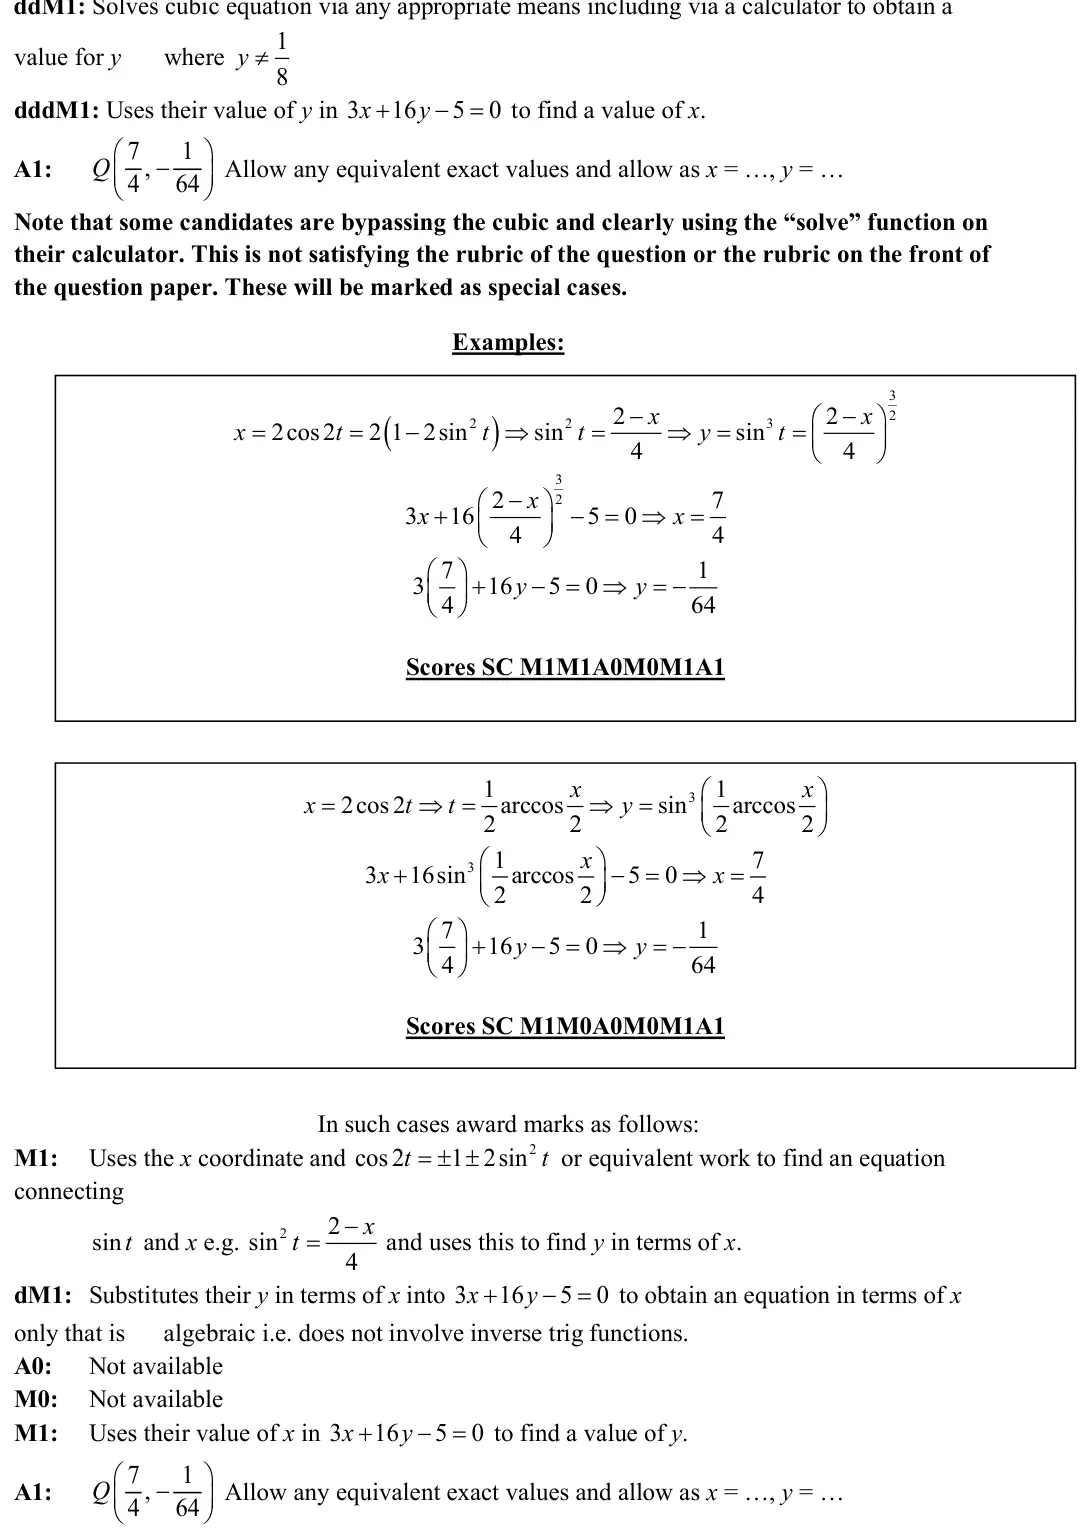 ddM1: Solves cubic equation via any appropriate means including via a calculator to obtain a
value for y where y ≠ 1/8
dddM1: Uses their value of y in 3x + 16y − 5 = 0 to find a value of x.
A1: Q(7/4, −1/64) Allow any equivalent exact values and allow as x = …, y = …
Note that some candidates are bypassing the cubic and clearly using the “solve” function on
their calculator. This is not satisfying the rubric of the question or the rubric on the front of
the question paper. These will be marked as special cases.
Examples:
x = 2cos2t = 2(1 − 2sin² t) ⇒ sin² t = (2 − x)/4 ⇒ y = sin³ t = ((2 − x)/4)^(3/2)
3x + 16((2 − x)/4)^(3/2) − 5 = 0 ⇒ x = 7/4
3(7/4) + 16y − 5 = 0 ⇒ y = −1/64
Scores SC M1M1A0M0M1A1
x = 2cos2t ⇒ t = 1/2 arccos x/2 ⇒ y = sin³(1/2 arccos x/2)
3x + 16sin³(1/2 arccos x/2) − 5 = 0 ⇒ x = 7/4
3(7/4) + 16y − 5 = 0 ⇒ y = −1/64
Scores SC M1M0A0M0M1A1
In such cases award marks as follows:
M1: Uses the x coordinate and cos2t = ±1 ± 2sin² t or equivalent work to find an equation
connecting
sin t and x e.g. sin² t = (2 − x)/4 and uses this to find y in terms of x.
dM1: Substitutes their y in terms of x into 3x + 16y − 5 = 0 to obtain an equation in terms of x
only that is algebraic i.e. does not involve inverse trig functions.
A0: Not available
M0: Not available
M1: Uses their value of x in 3x + 16y − 5 = 0 to find a value of y.
A1: Q(7/4, −1/64) Allow any equivalent exact values and allow as x = …, y = …